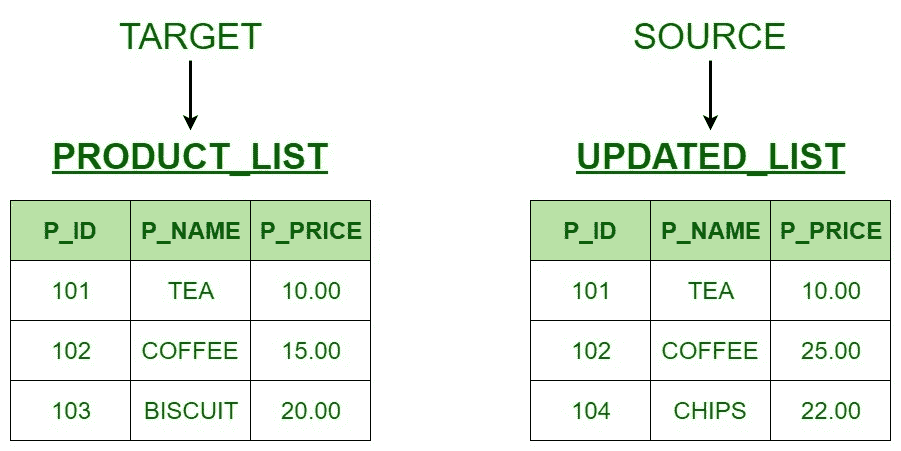 TARGET
SOURCE
PRODUCT_LIST
UPDATED_LIST
P_ID P_NAME P_PRICE
101 TEA 10.00
102 COFFEE 15.00
103 BISCUIT 20.00
P_ID P_NAME P_PRICE
101 TEA 10.00
102 COFFEE 25.00
104 CHIPS 22.00